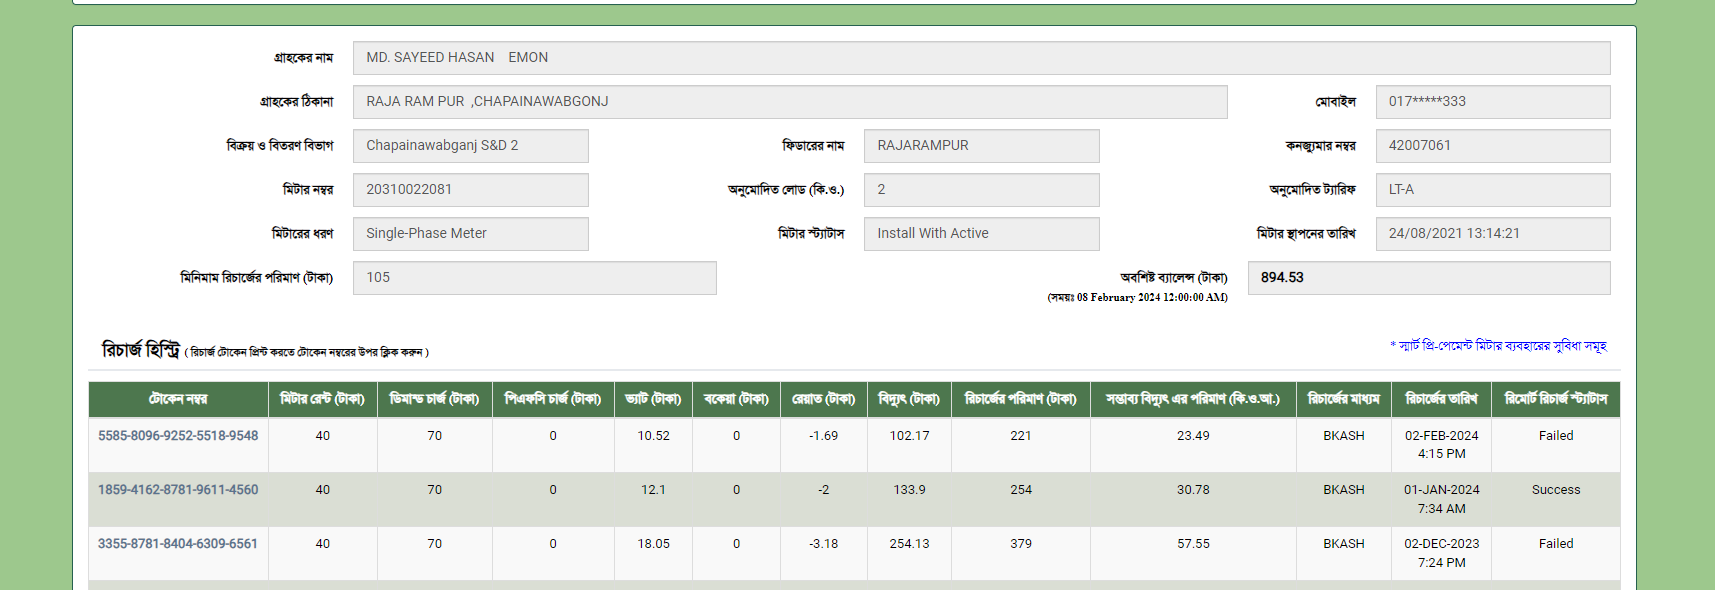 গ্রাহকের নাম MD. SAYEED HASAN EMON
গ্রাহকের ঠিকানা RAJA RAM PUR ,CHAPAINAWABGONJ মোবাইল 017*****333
বিক্রয় ও বিতরণ বিভাগ Chapainawabganj S&D 2 ফিডারের নাম RAJARAMPUR কনজ্যুমার নম্বর 42007061
মিটার নম্বর 20310022081 অনুমোদিত লোড (কি.ও.) 2 অনুমোদিত ট্যারিফ LT-A
মিটারের ধরণ Single-Phase Meter মিটার স্ট্যাটাস Install With Active মিটার স্থাপনের তারিখ 24/08/2021 13:14:21
মিনিমাম রিচার্জের পরিমাণ (টাকা) 105 অবশিষ্ট ব্যালেন্স (টাকা) 894.53
(সময়ঃ 08 February 2024 12:00:00 AM)
রিচার্জ হিস্ট্রি ( রিচার্জ টোকেন প্রিন্ট করতে টোকেন নম্বরের উপর ক্লিক করুন ) * স্মার্ট প্রি-পেমেন্ট মিটার ব্যবহারের সুবিধা সমূহ
টোকেন নম্বর মিটার রেন্ট (টাকা) ডিমান্ড চার্জ (টাকা) পিএফসি চার্জ (টাকা) ভ্যাট (টাকা) বকেয়া (টাকা) রেয়াত (টাকা) বিদ্যুৎ (টাকা) রিচার্জের পরিমাণ (টাকা) সম্ভাব্য বিদ্যুৎ এর পরিমাণ (কি.ও.আ.) রিচার্জের মাধ্যম রিচার্জের তারিখ রিমোর্ট রিচার্জ স্ট্যাটাস
5585-8096-9252-5518-9548 40 70 0 10.52 0 -1.69 102.17 221 23.49 BKASH 02-FEB-2024 Failed
4:15 PM
1859-4162-8781-9611-4560 40 70 0 12.1 0 -2 133.9 254 30.78 BKASH 01-JAN-2024 Success
7:34 AM
3355-8781-8404-6309-6561 40 70 0 18.05 0 -3.18 254.13 379 57.55 BKASH 02-DEC-2023 Failed
7:24 PM